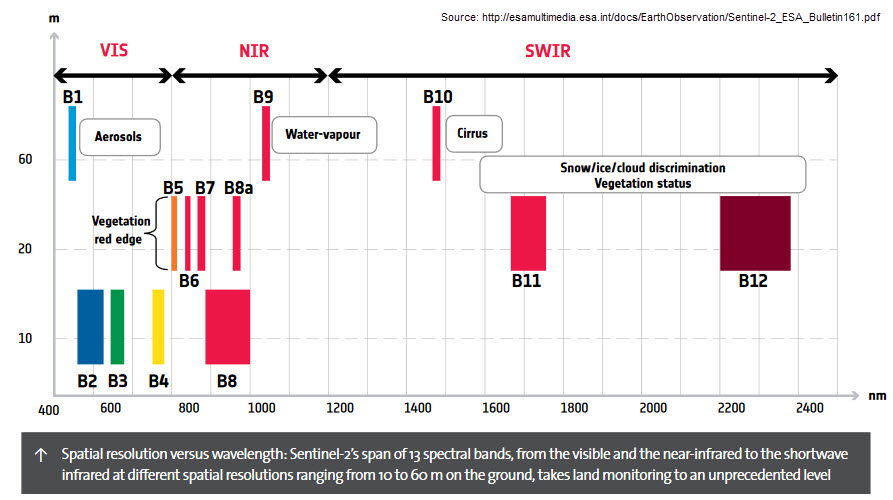 m
Source: http://esamultimedia.esa.int/docs/EarthObservation/Sentinel-2_ESA_Bulletin161.pdf
VIS NIR SWIR
B1 B9 B10
Aerosols Water-vapour Cirrus
60
Snow/ice/cloud discrimination
Vegetation status
B5 B7 B8a
Vegetation
red edge
20
B6 B11 B12
10
B2 B3 B4 B8
400 600 800 1000 1200 1400 1600 1800 2000 2200 2400 nm
↑ Spatial resolution versus wavelength: Sentinel-2’s span of 13 spectral bands, from the visible and the near-infrared to the shortwave
infrared at different spatial resolutions ranging from 10 to 60 m on the ground, takes land monitoring to an unprecedented level